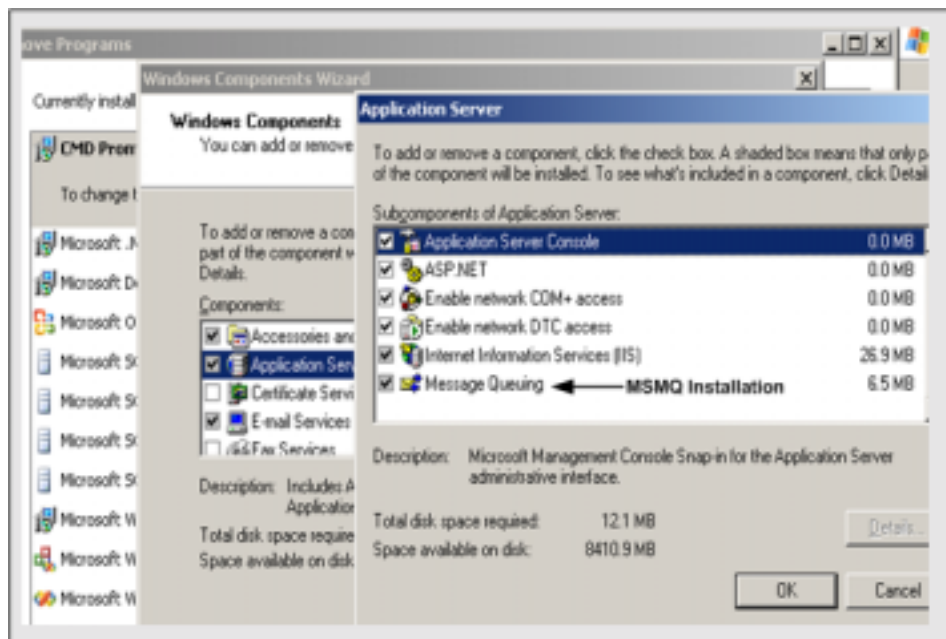 ove Programs
Currently install
CMD Prom
To change t
Microsoft .N
Microsoft De
Microsoft O
Microsoft SQ
Microsoft SQ
Microsoft SQ
Microsoft SQ
Microsoft W
Microsoft W
Microsoft W
Windows Components Wizard
Windows Components
You can add or remove
To add or remove a con
part of the component w
Details.
Components:
Accessories and
Application Serv
Certificate Servi
E-mail Services
Fax Services
Description: Includes A
Application
Total disk space require
Space available on disk
Application Server
To add or remove a component, click the check box. A shaded box means that only p
of the component will be installed. To see what's included in a component, click Detail
Subcomponents of Application Server:
Application Server Console 0.0 MB
ASP.NET 0.0 MB
Enable network COM+ access 0.0 MB
Enable network DTC access 0.0 MB
Internet Information Services (IIS) 26.9 MB
Message Queuing MSMQ Installation 6.5 MB
Description: Microsoft Management Console Snap-in for the Application Server
administrative interface.
Total disk space required: 12.1 MB
Space available on disk: 8410.9 MB
Details...
OK Cancel